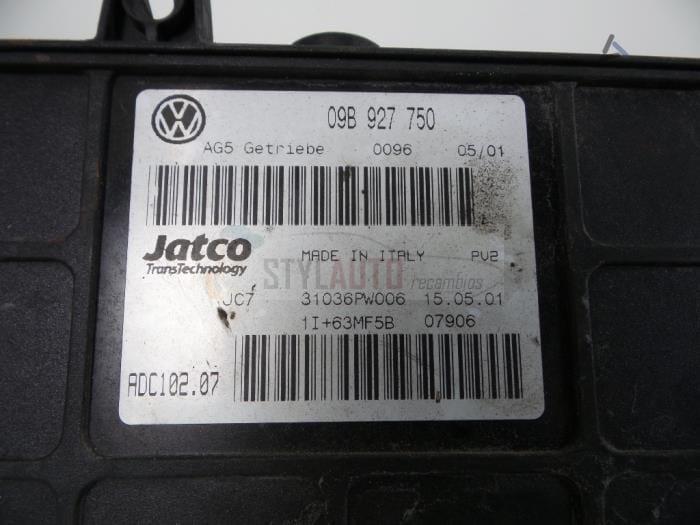 09B 927 750
AG5 Getriebe 0096 05/01
Jatco MADE IN ITALY PV2
TransTechnology
STYLAUTO
recambios
JC7 31036PW006 15.05.01
1I+63MF5B 07906
ADC102.07